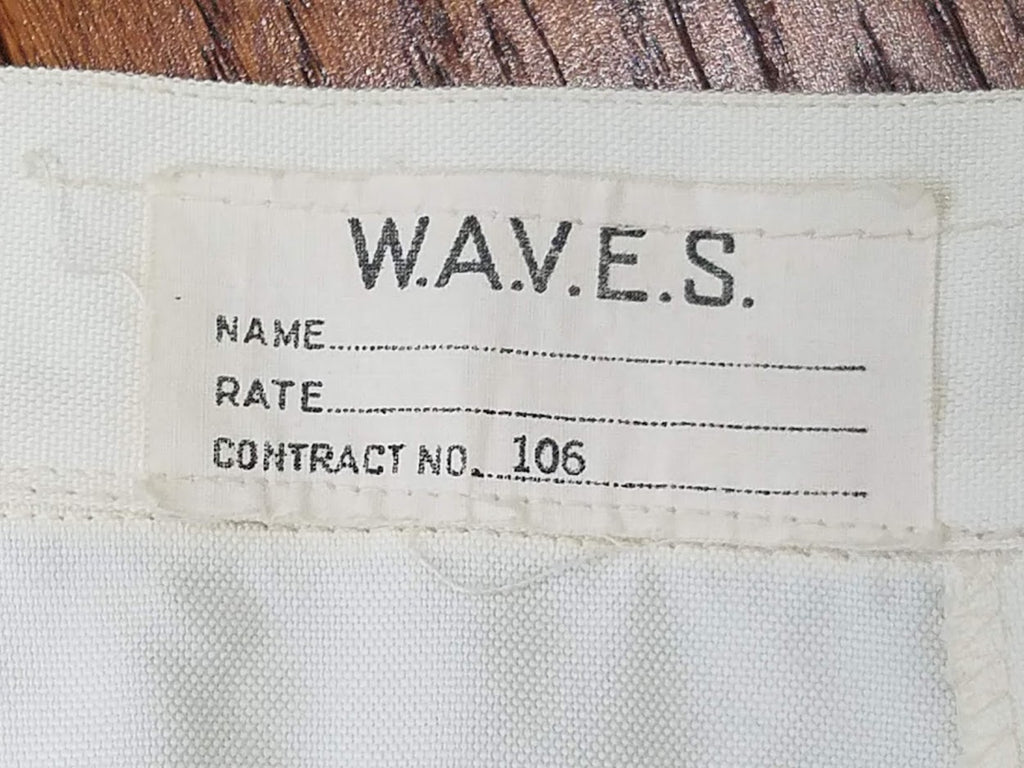 W.A.V.E.S.
NAME
RATE
CONTRACT NO. 106